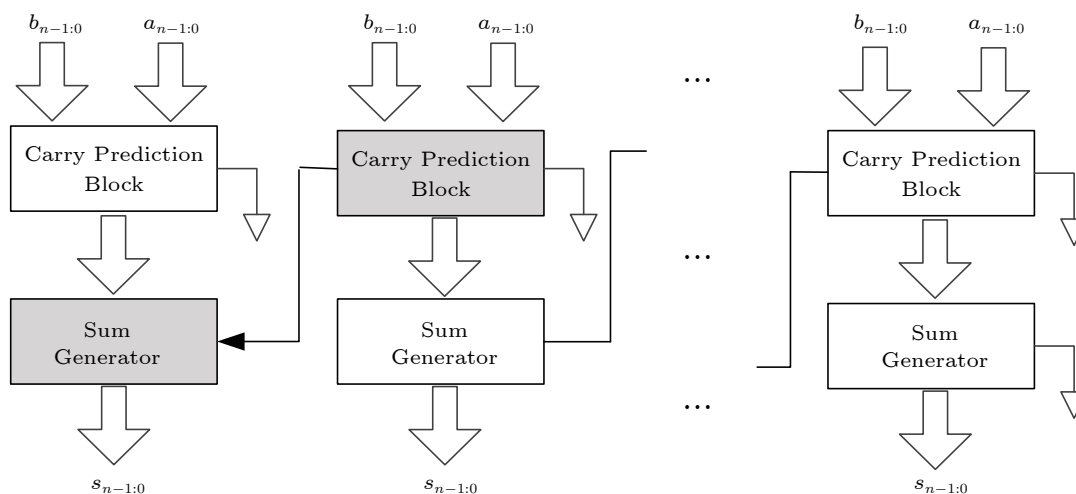 b_{n-1:0} a_{n-1:0} b_{n-1:0} a_{n-1:0} ... b_{n-1:0} a_{n-1:0}
Carry Prediction
Block
Carry Prediction
Block
Carry Prediction
Block
...
Sum
Generator
Sum
Generator
Sum
Generator
...
s_{n-1:0} s_{n-1:0} s_{n-1:0}